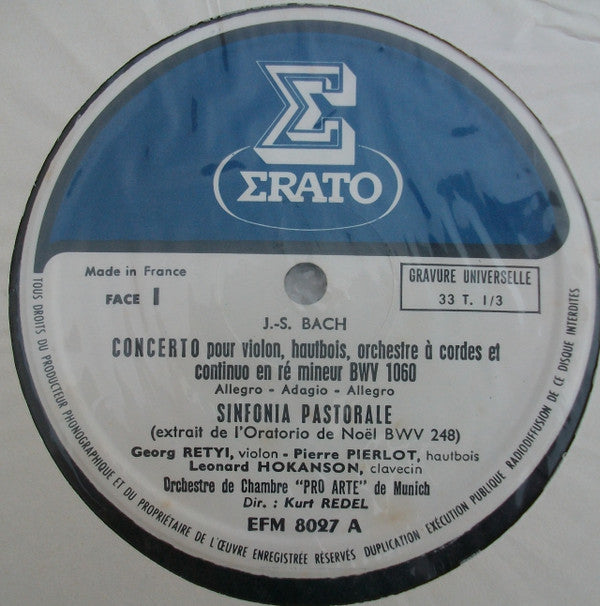 ΣRATO
Made in France
FACE 1
GRAVURE UNIVERSELLE
33 T. 1/3
J.-S. BACH
CONCERTO pour violon, hautbois, orchestre à cordes et
continuo en ré mineur BWV 1060
Allegro - Adagio - Allegro
SINFONIA PASTORALE
(extrait de l'Oratorio de Noël BWV 248)
Georg RETYI, violon - Pierre PIERLOT, hautbois
Leonard HOKANSON, clavecin
Orchestre de Chambre "PRO ARTE" de Munich
Dir. : Kurt REDEL
EFM 8027 A
TOUS DROITS DU PRODUCTEUR PHONOGRAPHIQUE ET DU PROPRIÉTAIRE DE L'ŒUVRE ENREGISTRÉE RÉSERVÉS DUPLICATION EXÉCUTION PUBLIQUE RADIODIFFUSION DE CE DISQUE INTERDITES